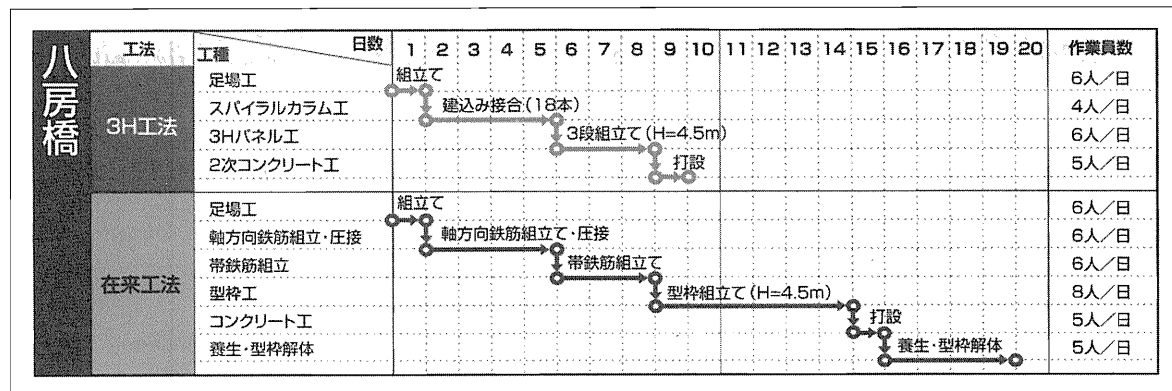 八房橋
工法 工種 日数 1 2 3 4 5 6 7 8 9 10 11 12 13 14 15 16 17 18 19 20 作業員数
3H工法
足場工 組立て 6人/日
スパイラルカラム工 建込み接合(18本) 4人/日
3Hパネル工 3段組立て(H=4.5m) 6人/日
2次コンクリート工 打設 5人/日
在来工法
足場工 組立て 6人/日
軸方向鉄筋組立・圧接 軸方向鉄筋組立て・圧接 6人/日
帯鉄筋組立 帯鉄筋組立て 6人/日
型枠工 型枠組立て(H=4.5m) 8人/日
コンクリート工 打設 5人/日
養生・型枠解体 養生・型枠解体 5人/日